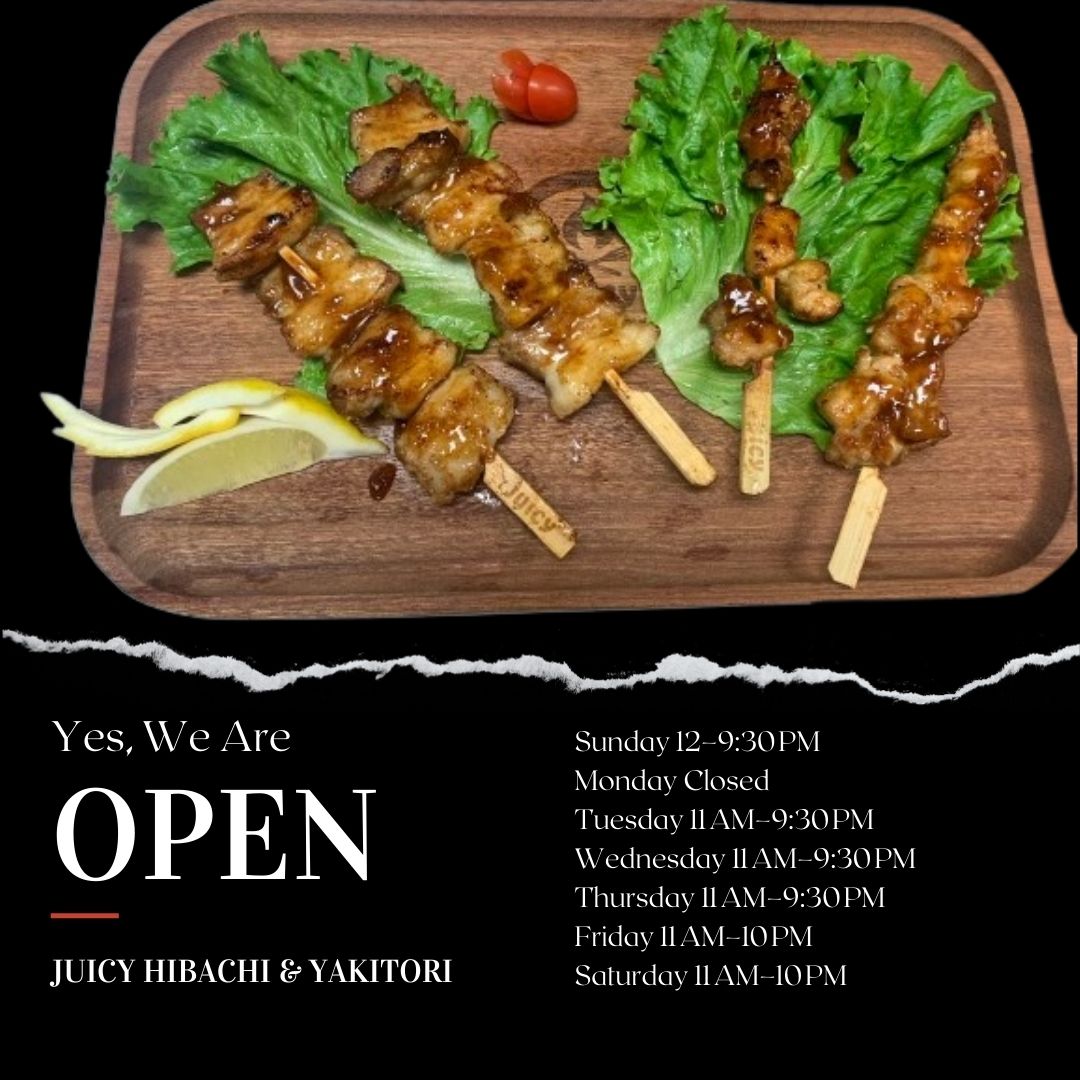 Juicy
Juicy
Yes, We Are
OPEN
JUICY HIBACHI & YAKITORI
Sunday 12–9:30 PM
Monday Closed
Tuesday 11 AM–9:30 PM
Wednesday 11 AM–9:30 PM
Thursday 11 AM–9:30 PM
Friday 11 AM–10 PM
Saturday 11 AM–10 PM